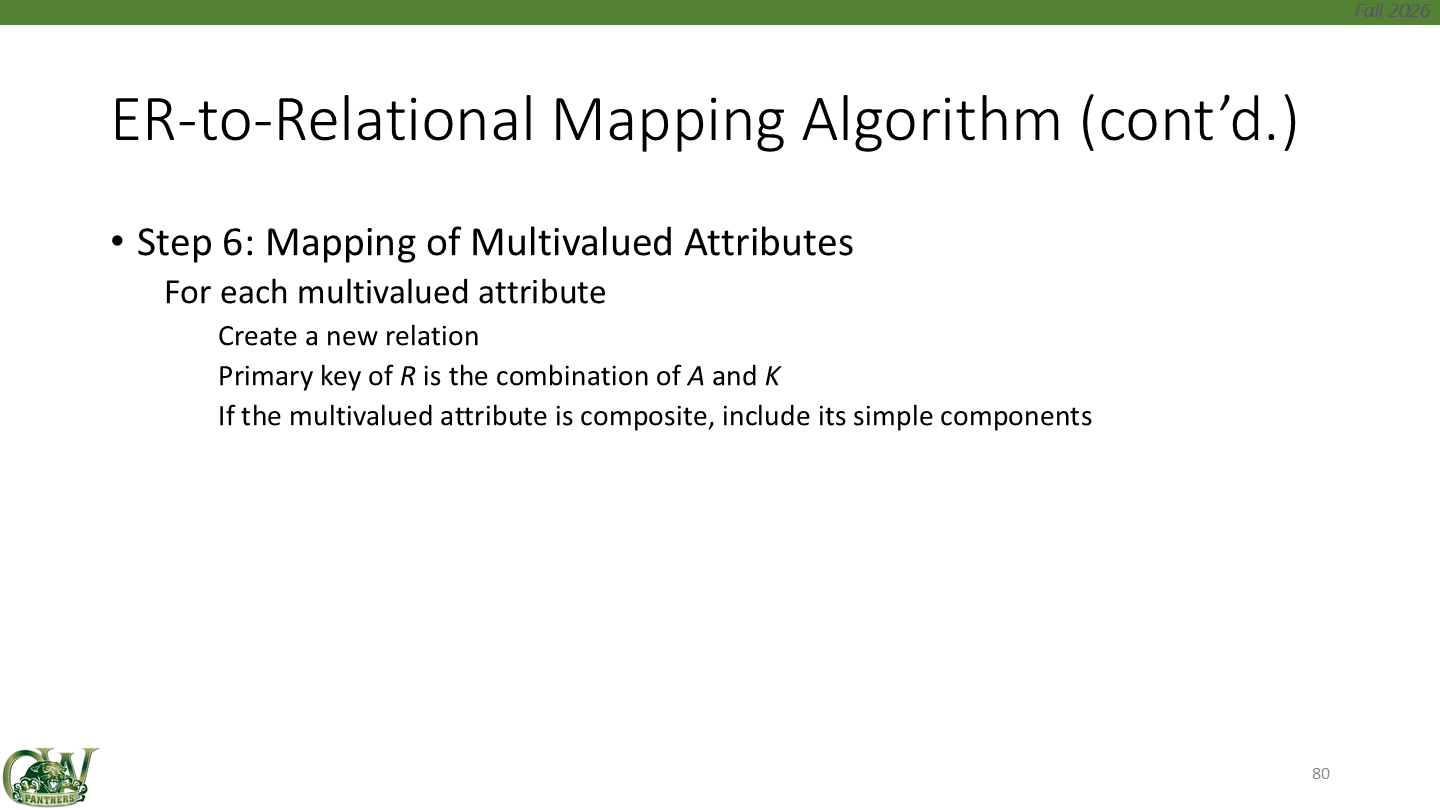 Fall 2026
ER-to-Relational Mapping Algorithm (cont’d.)
• Step 6: Mapping of Multivalued Attributes
For each multivalued attribute
Create a new relation
Primary key of R is the combination of A and K
If the multivalued attribute is composite, include its simple components
OW
PANTHERS
80